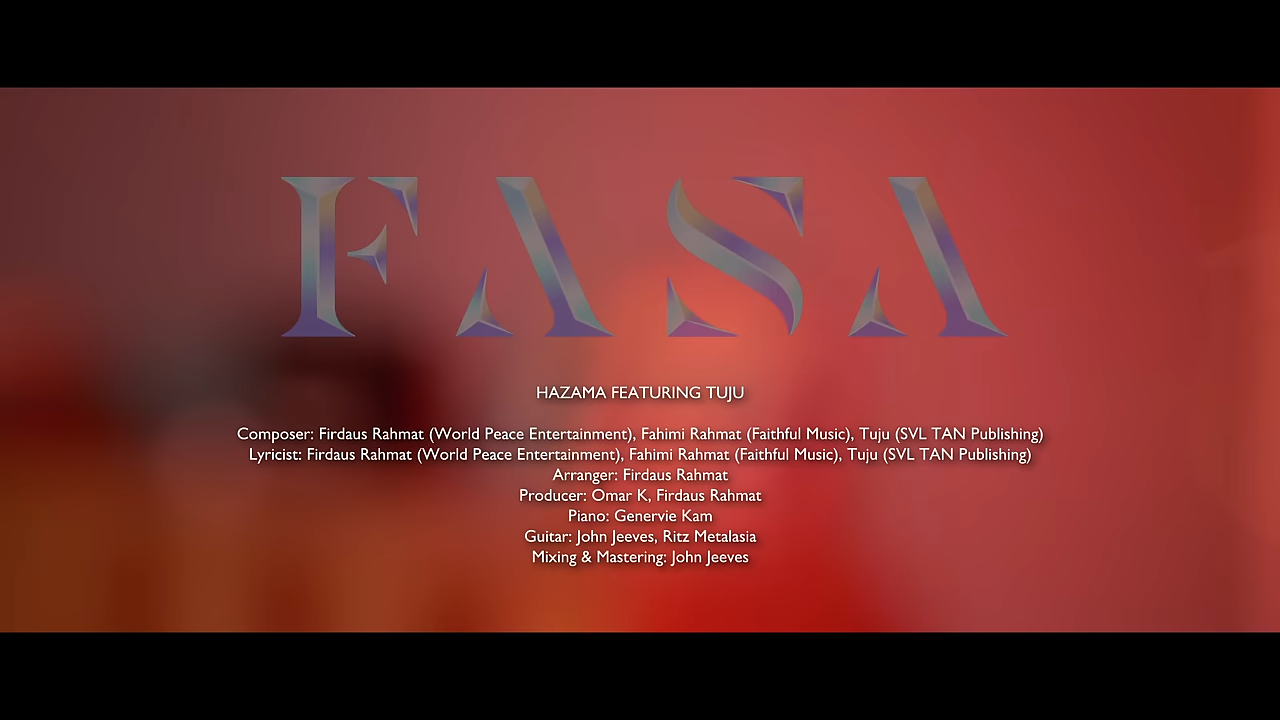 FASA
HAZAMA FEATURING TUJU
Composer: Firdaus Rahmat (World Peace Entertainment), Fahimi Rahmat (Faithful Music), Tuju (SVL TAN Publishing)
Lyricist: Firdaus Rahmat (World Peace Entertainment), Fahimi Rahmat (Faithful Music), Tuju (SVL TAN Publishing)
Arranger: Firdaus Rahmat
Producer: Omar K, Firdaus Rahmat
Piano: Genervie Kam
Guitar: John Jeeves, Ritz Metalasia
Mixing & Mastering: John Jeeves